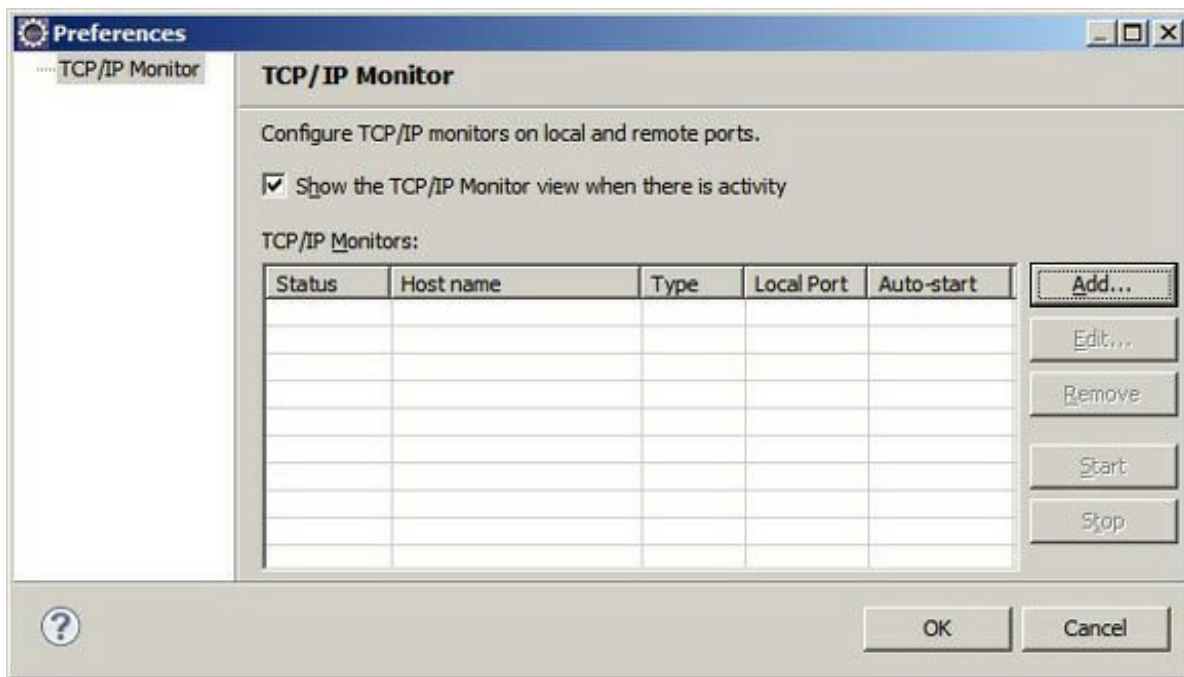 Preferences
TCP/IP Monitor
TCP/IP Monitor
Configure TCP/IP monitors on local and remote ports.
Show the TCP/IP Monitor view when there is activity
TCP/IP Monitors:
Status Host name Type Local Port Auto-start
Add...
Edit...
Remove
Start
Stop
?
OK Cancel